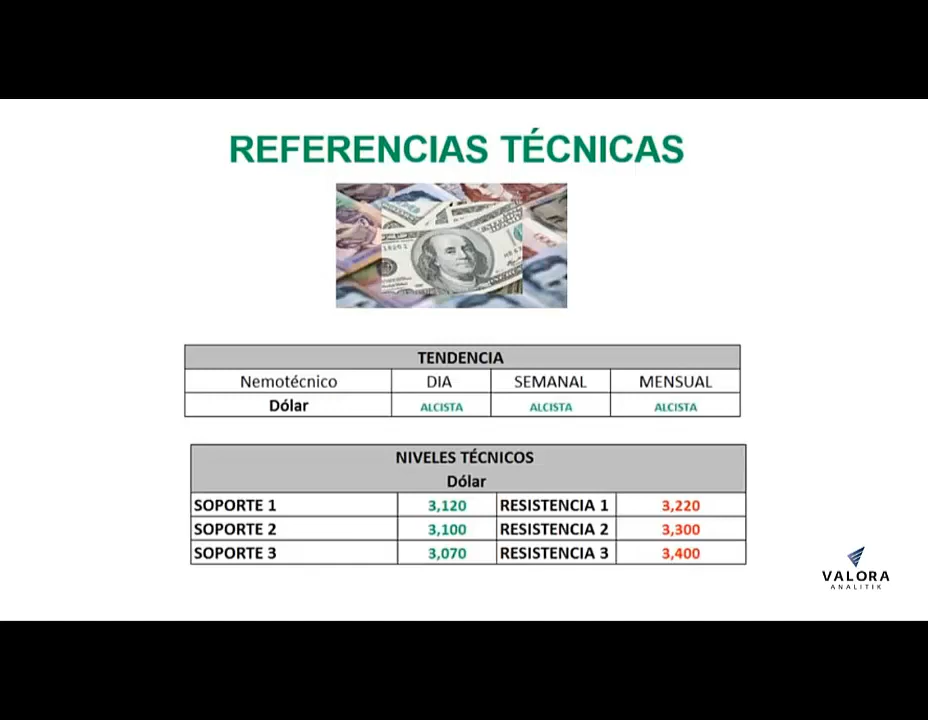 REFERENCIAS TÉCNICAS
TENDENCIA
Nemotécnico DIA SEMANAL MENSUAL
Dólar ALCISTA ALCISTA ALCISTA
NIVELES TÉCNICOS
Dólar
SOPORTE 1 3,120 RESISTENCIA 1 3,220
SOPORTE 2 3,100 RESISTENCIA 2 3,300
SOPORTE 3 3,070 RESISTENCIA 3 3,400
VALORA
ANALITIK